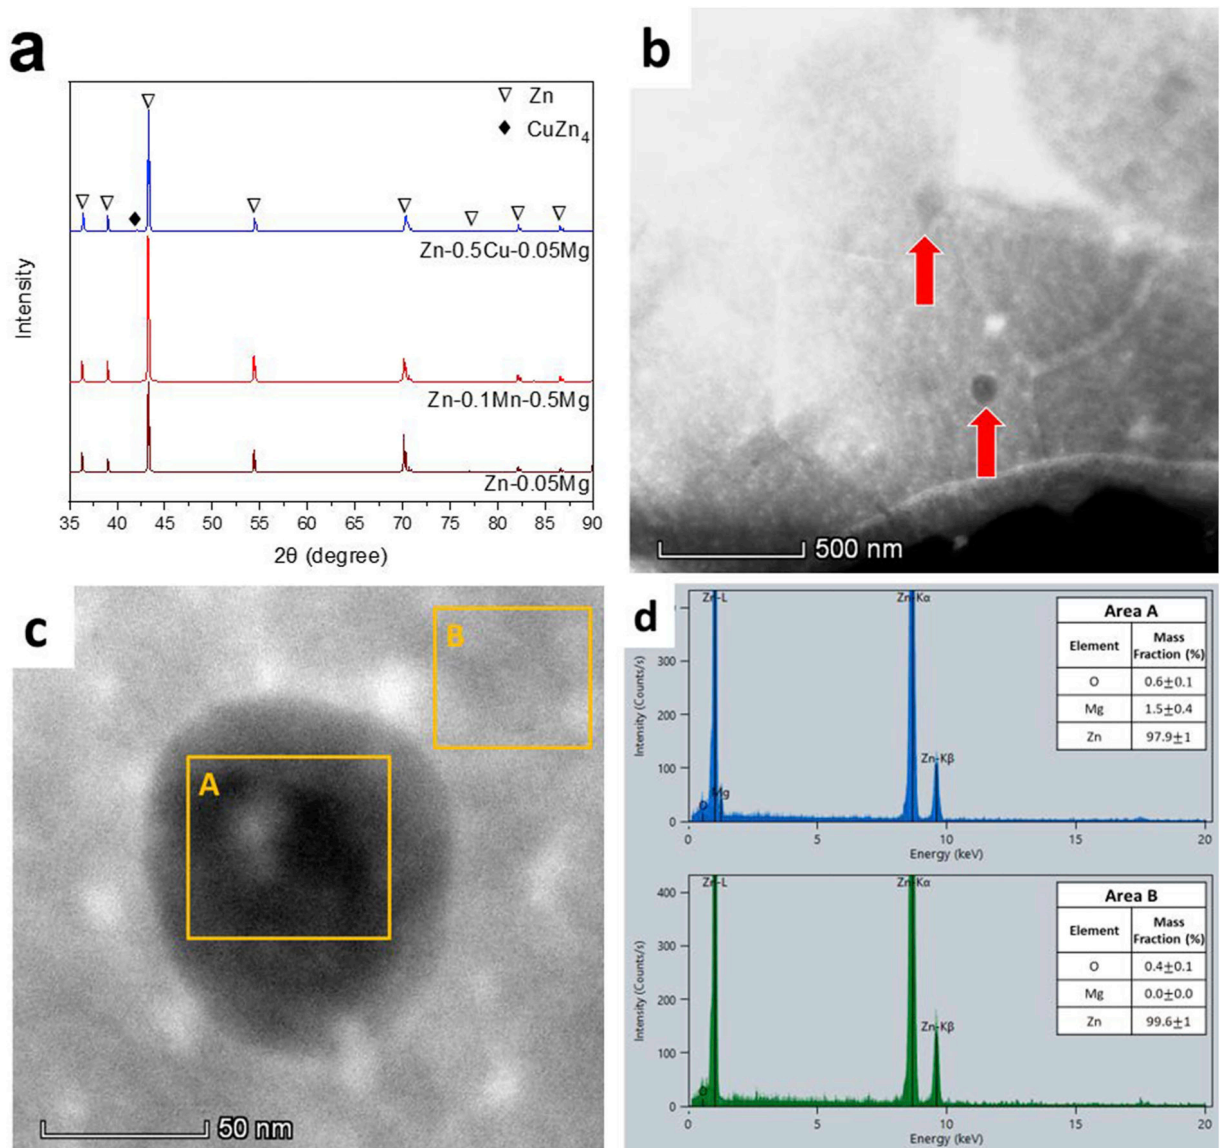 a
Zn
CuZn4
Zn-0.5Cu-0.05Mg
Zn-0.1Mn-0.5Mg
Zn-0.05Mg
Intensity
35 40 45 50 55 60 65 70 75 80 85 90
2θ (degree)
b
500 nm
c
B
A
50 nm
d
Zn-L
Zn-Kα
Zn-Kβ
O
Mg
Intensity (Counts/s)
300
200
100
0
0 5 10 15 20
Energy (keV)
Area A
Element Mass Fraction (%)
O 0.6±0.1
Mg 1.5±0.4
Zn 97.9±1
Zn-L
Zn-Kα
Zn-Kβ
O
Intensity (Counts/s)
400
300
200
100
0
0 5 10 15 20
Energy (keV)
Area B
Element Mass Fraction (%)
O 0.4±0.1
Mg 0.0±0.0
Zn 99.6±1